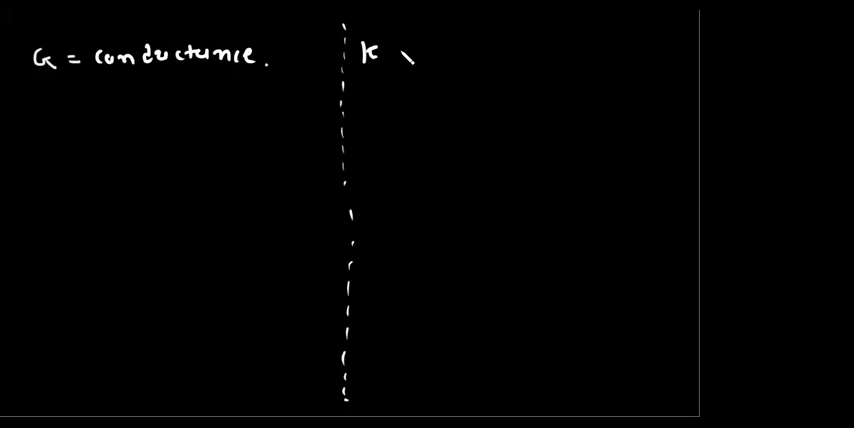 G = conductance.
K